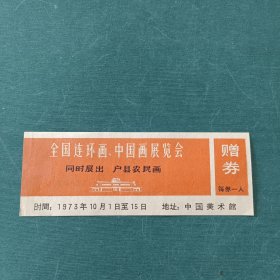 全国连环画、中国画展览会
同时展出 户县农民画
时间：1973年10月1日至15日 地址：中国美术馆
赠券
每券一人